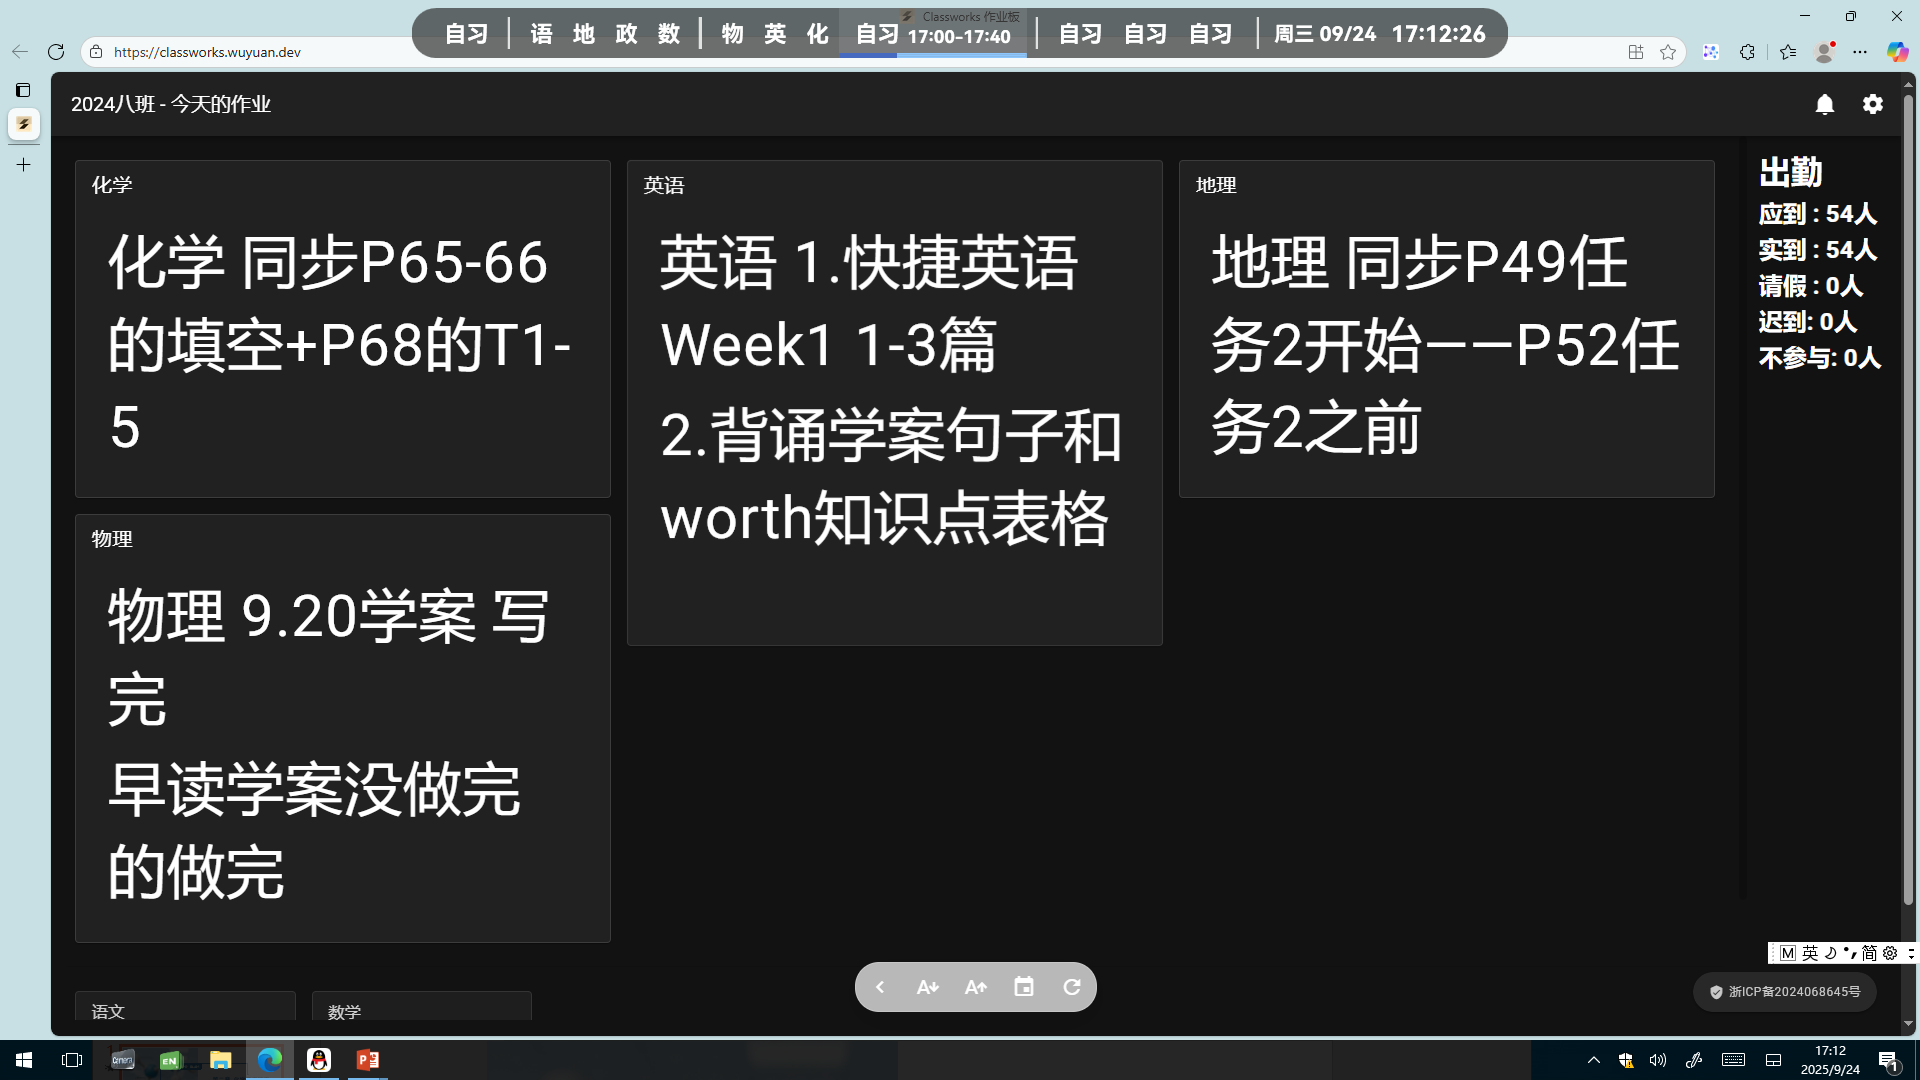 Classworks 作业板
自习 | 语 地 政 数 | 物 英 化 自习 17:00-17:40 | 自习 自习 自习 | 周三 09/24 17:12:26
https://classworks.wuyuan.dev
2024八班 - 今天的作业
化学
化学 同步P65-66
的填空+P68的T1-
5
英语
英语 1.快捷英语
Week1 1-3篇
2.背诵学案句子和
worth知识点表格
地理
地理 同步P49任
务2开始——P52任
务2之前
出勤
应到 : 54人
实到 : 54人
请假 : 0人
迟到: 0人
不参与: 0人
物理
物理 9.20学案 写
完
早读学案没做完
的做完
语文
数学
M 英 简
浙ICP备2024068645号
EN
17:12
2025/9/24
1